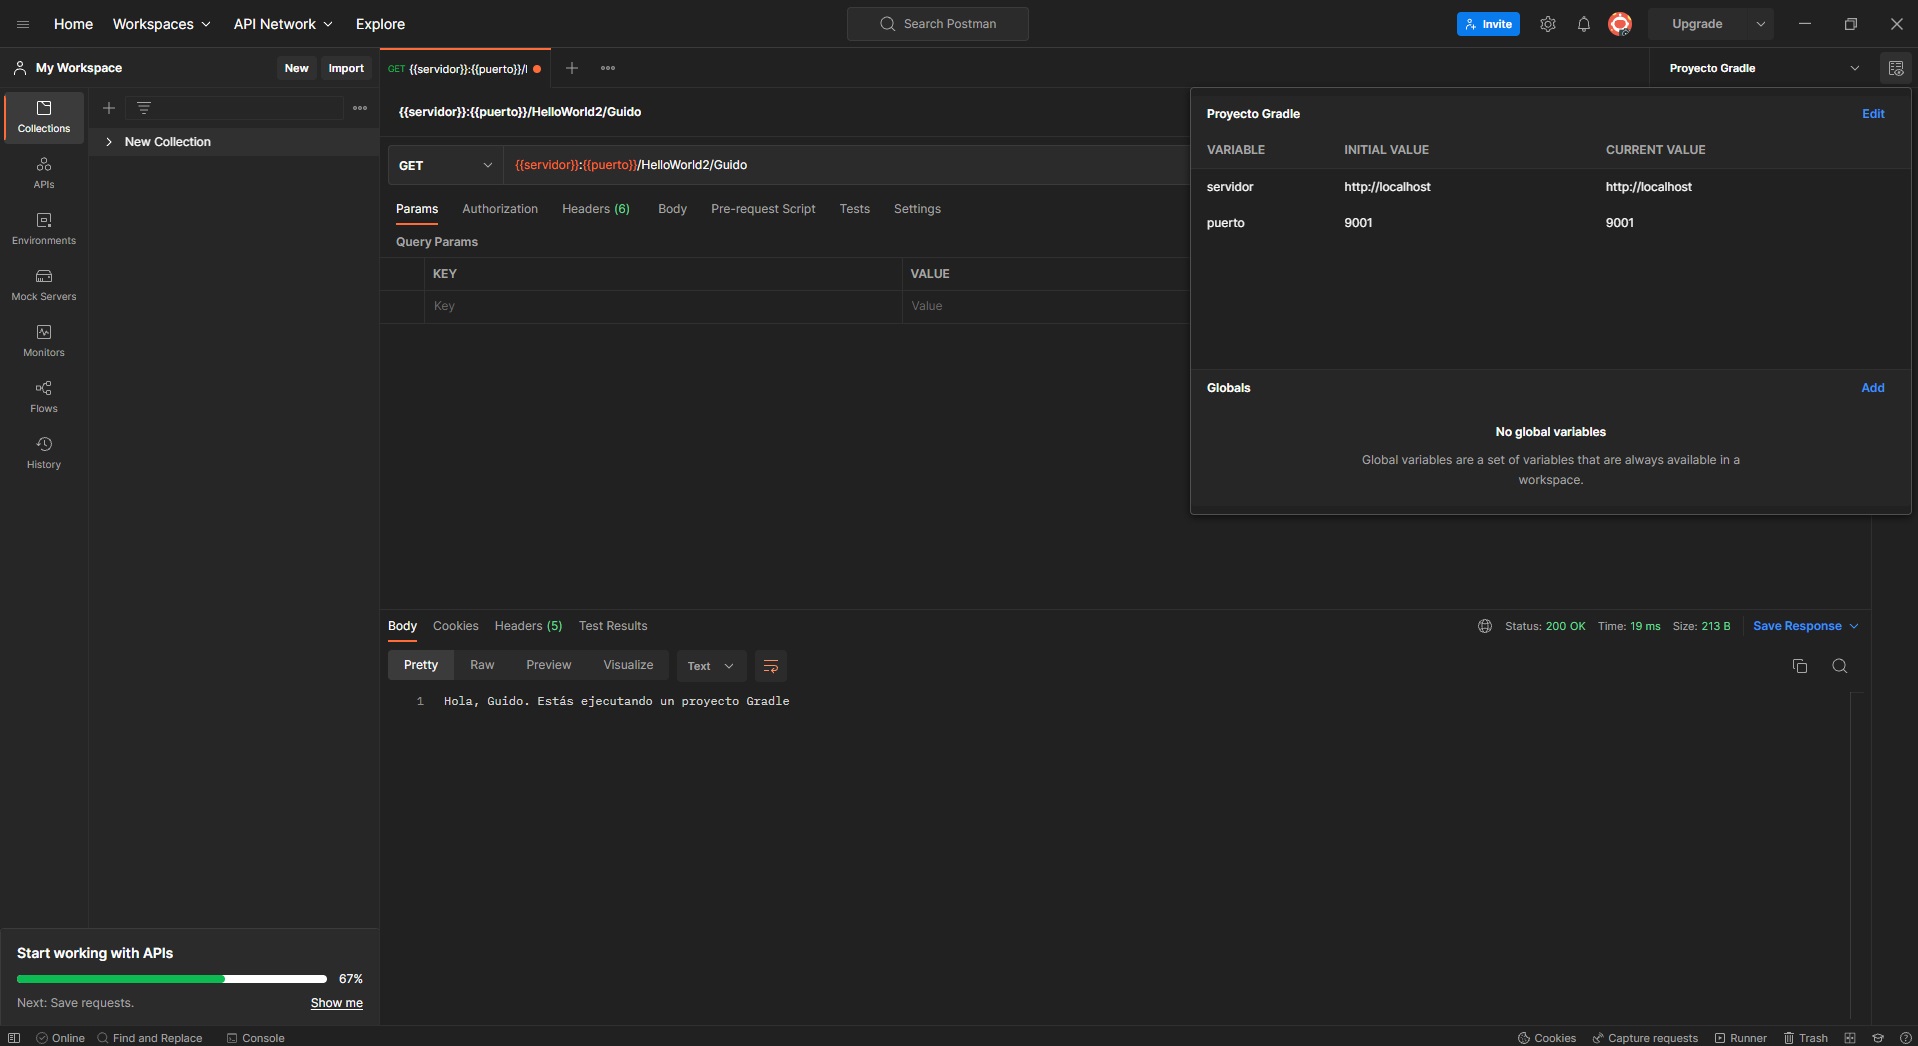 Home Workspaces API Network Explore Search Postman Invite Upgrade
My Workspace New Import GET {{servidor}}:{{puerto}}/ Proyecto Gradle
Collections
APIs
Environments
Mock Servers
Monitors
Flows
History
New Collection
{{servidor}}:{{puerto}}/HelloWorld2/Guido
GET {{servidor}}:{{puerto}}/HelloWorld2/Guido
Params Authorization Headers (6) Body Pre-request Script Tests Settings
Query Params
KEY VALUE
Key Value
Proyecto Gradle Edit
VARIABLE INITIAL VALUE CURRENT VALUE
servidor http://localhost http://localhost
puerto 9001 9001
Globals Add
No global variables
Global variables are a set of variables that are always available in a
workspace.
Body Cookies Headers (5) Test Results Status: 200 OK Time: 19 ms Size: 213 B Save Response
Pretty Raw Preview Visualize Text
1 Hola, Guido. Estás ejecutando un proyecto Gradle
Start working with APIs
67%
Next: Save requests. Show me
Online Find and Replace Console Cookies Capture requests Runner Trash